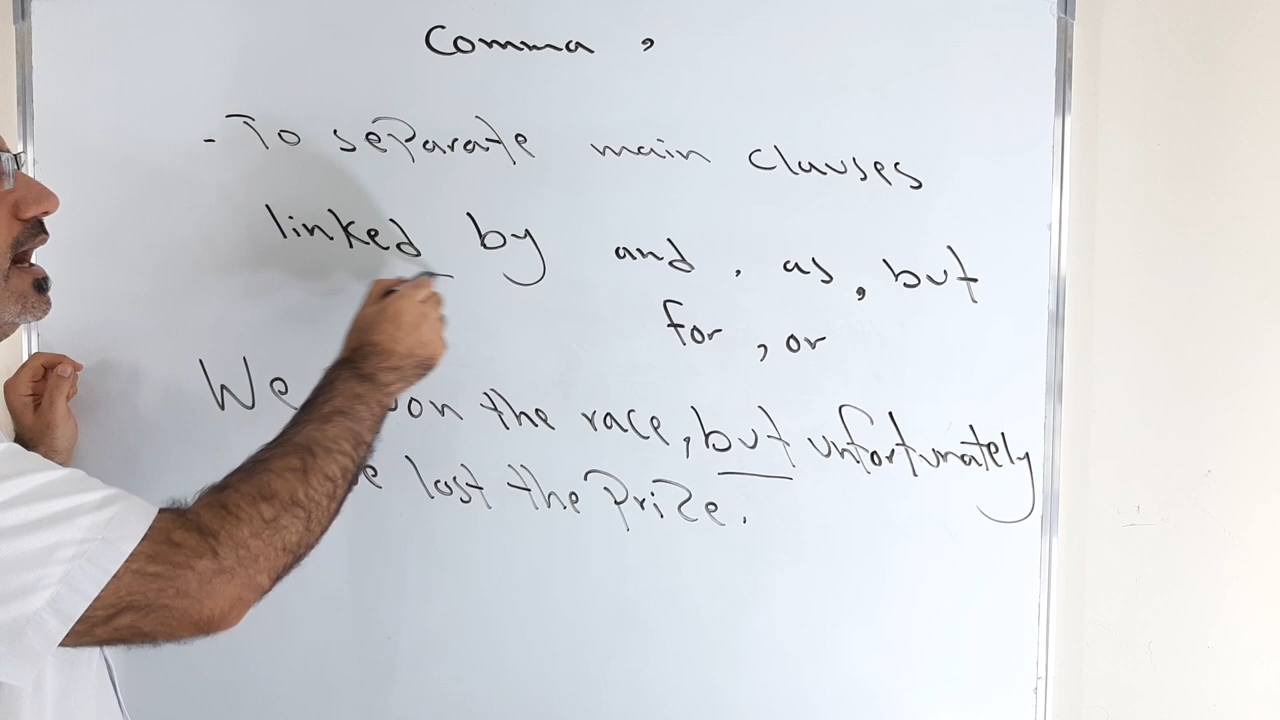 Comma ,
- To separate main clauses
linked by and , as , but
for , or
We the race, but unfortunately
lost the Prize.